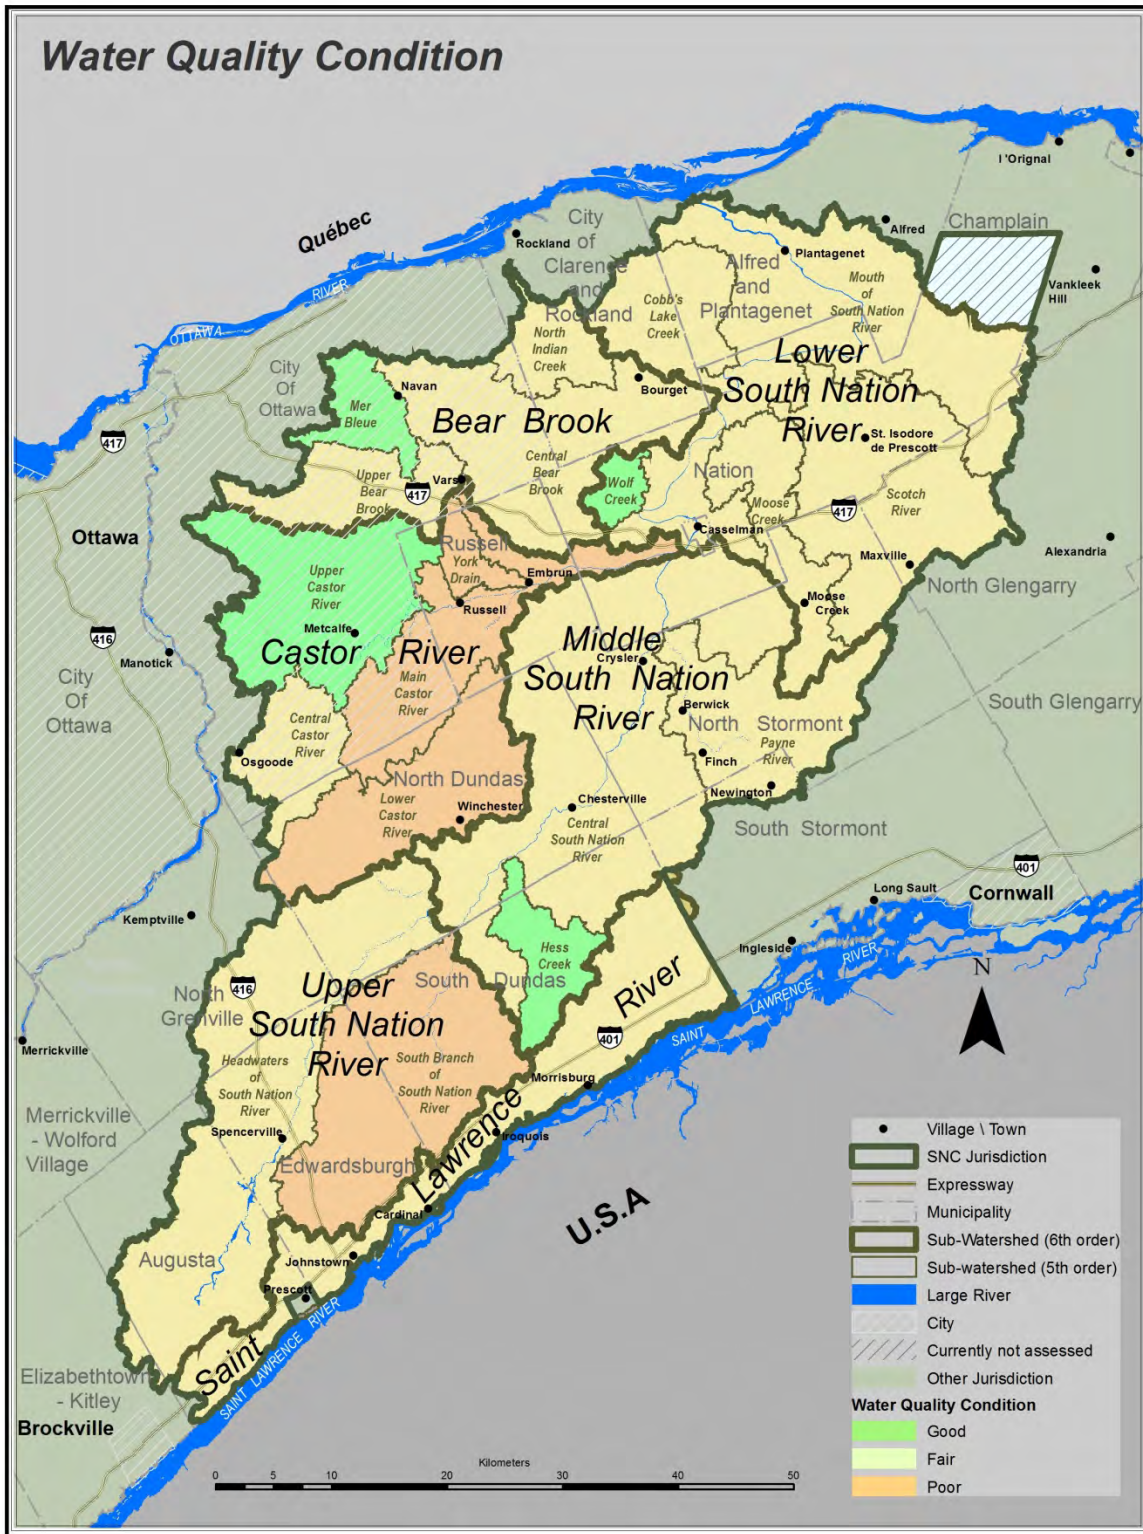 Water Quality Condition
l 'Orignal
Québec
City
of
Clarence
and
Rockland
Rockland
Alfred
Champlain
Plantagenet
Alfred
and
Plantagenet
Mouth
of
South Nation
River
Vankleek
Hill
OTTAWA
RIVER
Cobb's
Lake
Creek
North
Indian
Creek
Lower
South Nation
River
City
Of
Ottawa
Navan
Bourget
Mer
Bleue
Bear Brook
St. Isodore
de Prescott
417
Upper
Bear
Brook
Vars
417
Central
Bear
Brook
Wolf
Creek
Nation
Moose
Creek
417
Scotch
River
Casselman
Ottawa
Russell
York
Drain
Embrun
Maxville
Alexandria
North Glengarry
Upper
Castor
River
Russell
Moose
Creek
Metcalfe
Castor River
416
Manotick
Middle
South Nation
River
Crysler
City
Of
Ottawa
Main
Castor
River
Berwick
North Stormont
South Glengarry
Central
Castor
River
Osgoode
Payne
River
Finch
North Dundas
Newington
Lower
Castor
River
Winchester
Chesterville
Central
South Nation
River
South Stormont
401
Long Sault
Cornwall
Kemptville
Ingleside
Hess
Creek
RIVER
LAWRENCE
SAINT
N
North
Grenville
416
Upper
South Nation
River
South Dundas
River
401
Merrickville
Headwaters
of
South Nation
River
South Branch
of
South Nation
River
Morrisburg
Merrickville
- Wolford
Village
Spencerville
Iroquois
Lawrence
Edwardsburgh
U.S.A
Cardinal
Augusta
Johnstown
Prescott
Saint
SAINT LAWRENCE RIVER
Elizabethtown
- Kitley
Brockville
Village \ Town
SNC Jurisdiction
Expressway
Municipality
Sub-Watershed (6th order)
Sub-watershed (5th order)
Large River
City
Currently not assessed
Other Jurisdiction
Water Quality Condition
Good
Fair
Poor
Kilometers
0 5 10 20 30 40 50